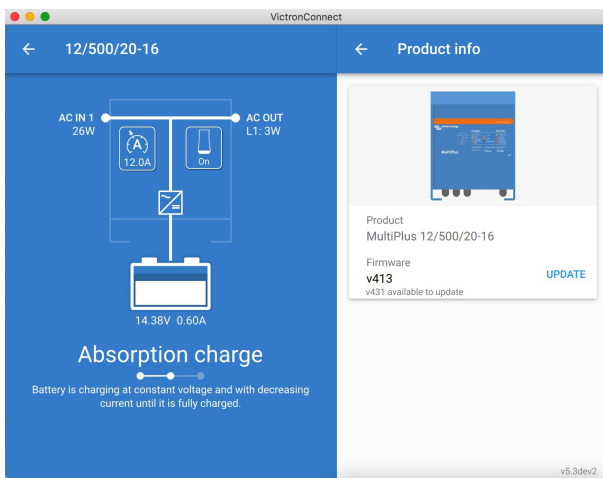 VictronConnect
12/500/20-16
AC IN 1
26W
AC OUT
L1: 3W
A
12.0A
On
14.38V 0.60A
Absorption charge
Battery is charging at constant voltage and with decreasing
current until it is fully charged.
Product info
MultiPlus
Product
MultiPlus 12/500/20-16
Firmware
v413
UPDATE
v431 available to update
v5.3dev2